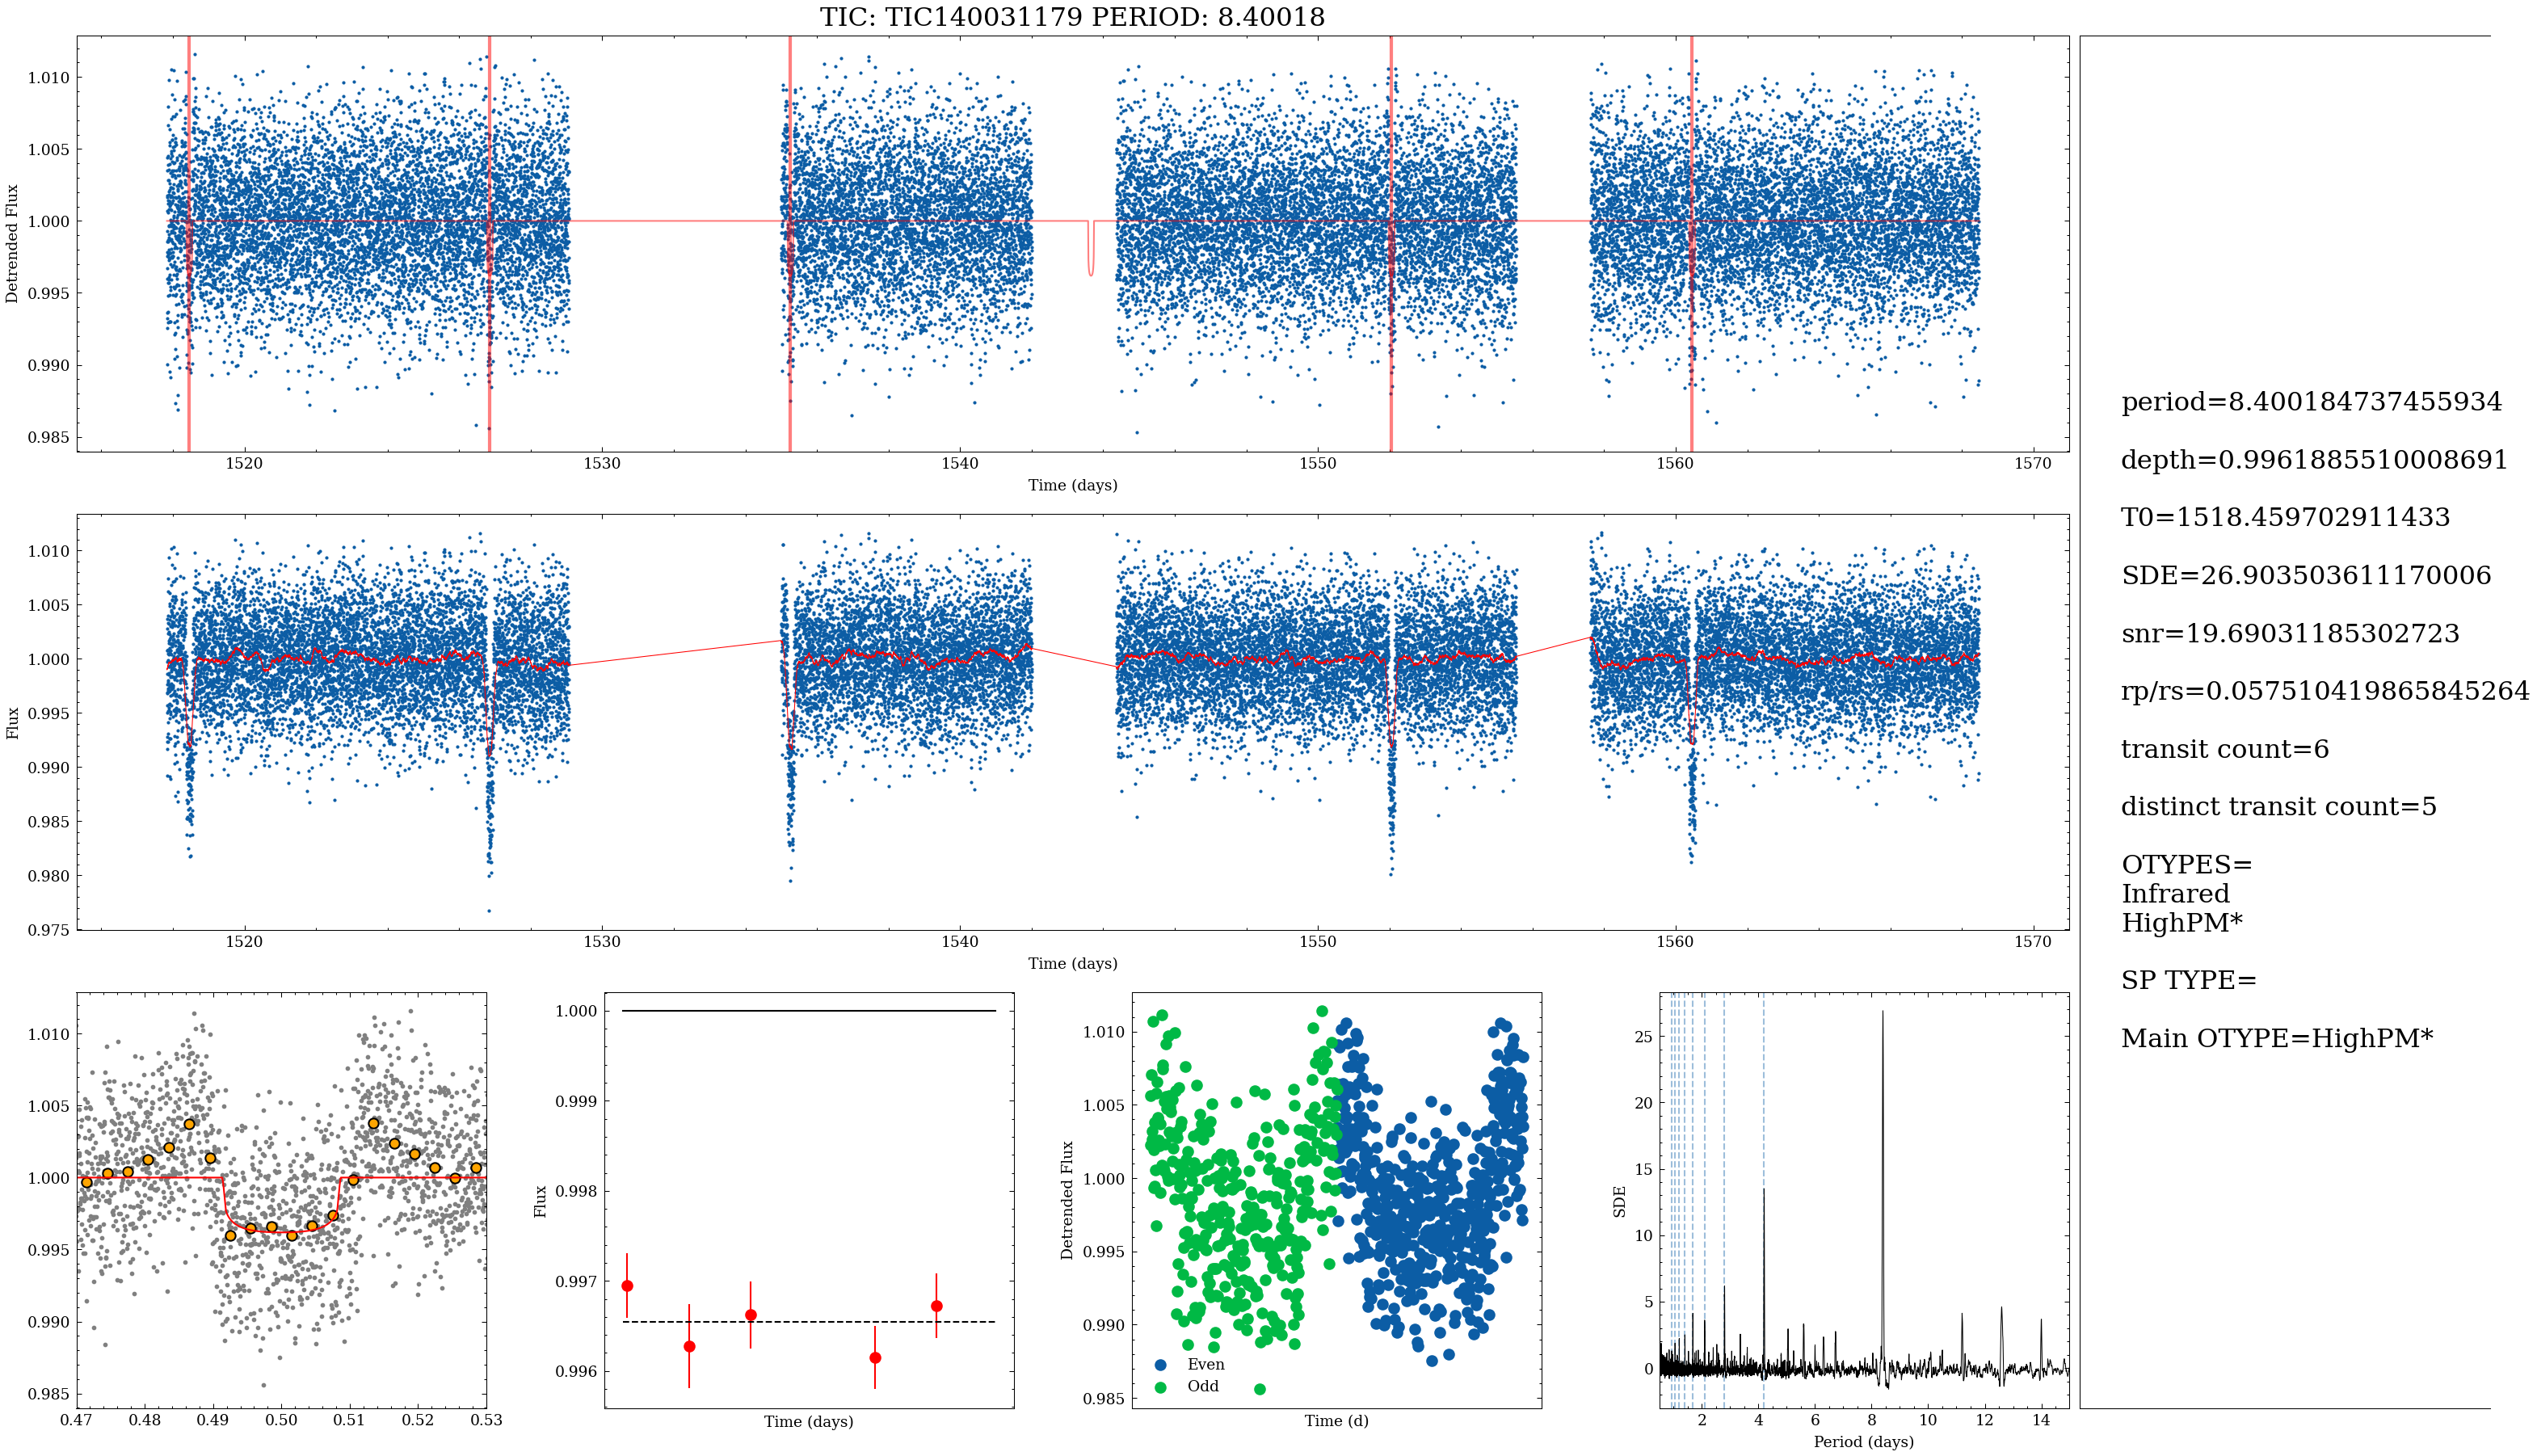 TIC: TIC140031179 PERIOD: 8.40018
1.010
1.005
1.000
0.995
0.990
0.985
Detrended Flux
1520
1530
1540
1550
1560
1570
Time (days)
1.010
1.005
1.000
0.995
0.990
0.985
0.980
0.975
Flux
1520
1530
1540
1550
1560
1570
Time (days)
1.010
1.005
1.000
0.995
0.990
0.985
0.47
0.48
0.49
0.50
0.51
0.52
0.53
1.000
0.999
0.998
0.997
0.996
Flux
Time (days)
1.010
1.005
1.000
0.995
0.990
0.985
Detrended Flux
Even
Odd
Time (d)
25
20
15
10
5
0
SDE
2
4
6
8
10
12
14
Period (days)
period=8.400184737455934
depth=0.9961885510008691
T0=1518.459702911433
SDE=26.903503611170006
snr=19.69031185302723
rp/rs=0.057510419865845264
transit count=6
distinct transit count=5
OTYPES=
Infrared
HighPM*
SP TYPE=
Main OTYPE=HighPM*